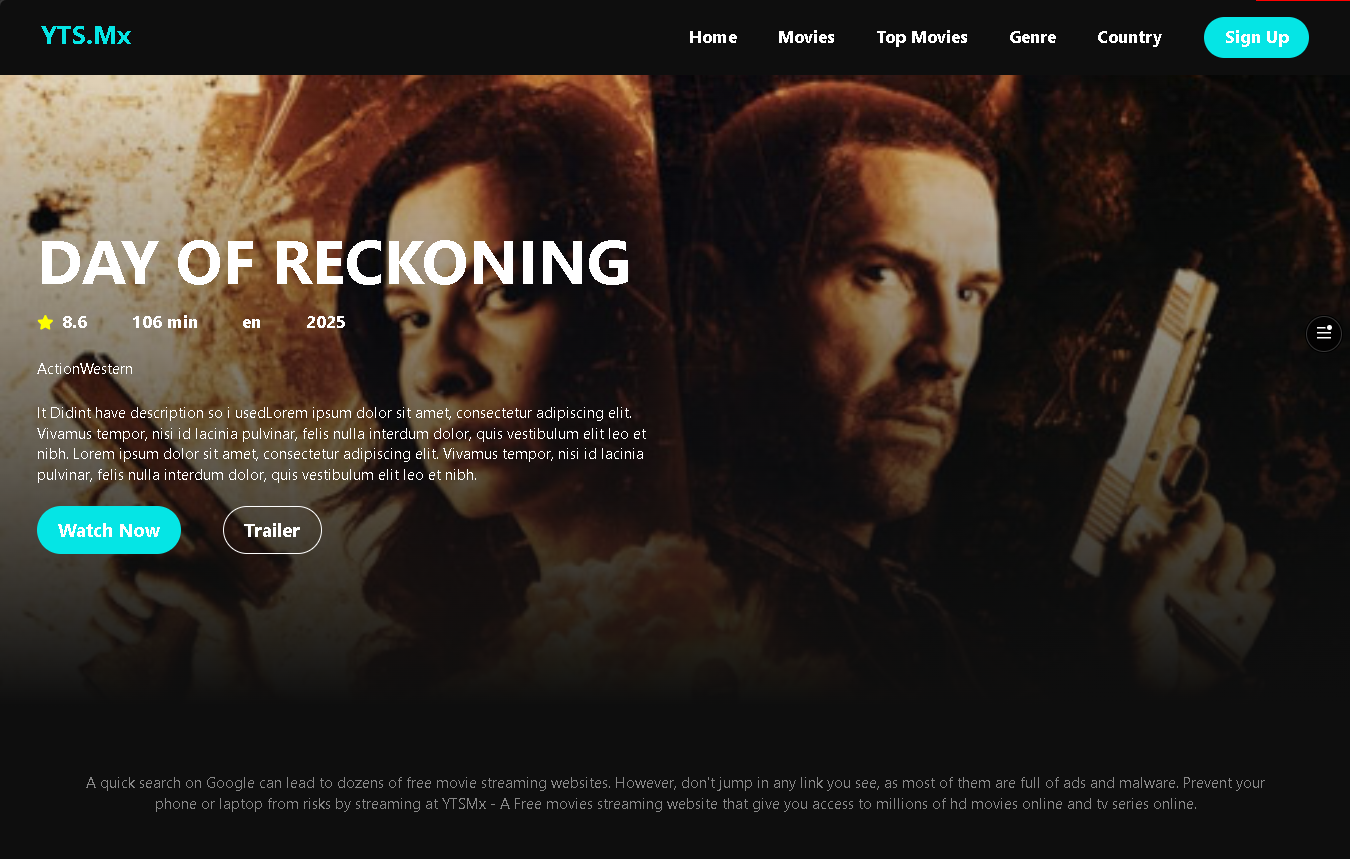 YTS.Mx
Home Movies Top Movies Genre Country Sign Up
DAY OF RECKONING
8.6 106 min en 2025
ActionWestern
It Didint have description so i usedLorem ipsum dolor sit amet, consectetur adipiscing elit.
Vivamus tempor, nisi id lacinia pulvinar, felis nulla interdum dolor, quis vestibulum elit leo et
nibh. Lorem ipsum dolor sit amet, consectetur adipiscing elit. Vivamus tempor, nisi id lacinia
pulvinar, felis nulla interdum dolor, quis vestibulum elit leo et nibh.
Watch Now Trailer
A quick search on Google can lead to dozens of free movie streaming websites. However, don't jump in any link you see, as most of them are full of ads and malware. Prevent your
phone or laptop from risks by streaming at YTSMx - A Free movies streaming website that give you access to millions of hd movies online and tv series online.